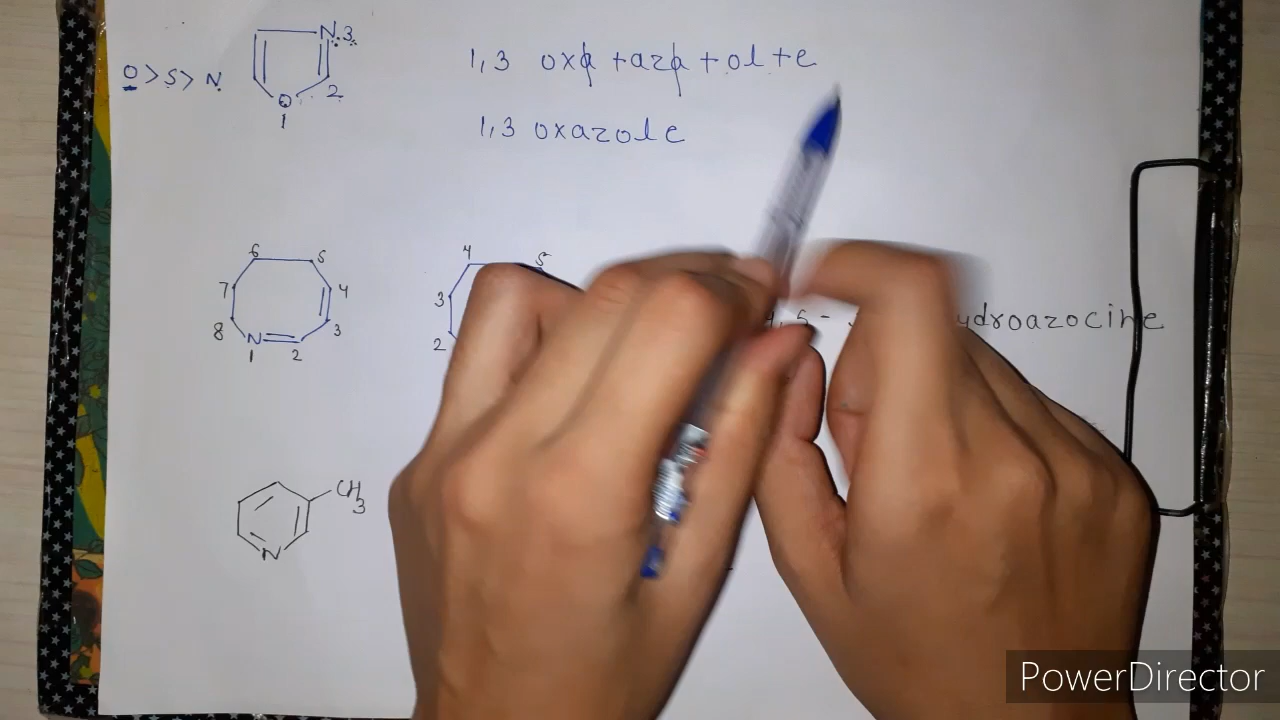 O > S > N
N 3
O
2
1
1,3 oxa + aza + ol + e
1,3 oxazole
6 5
7 4
8 3
N
1 2
4 5
3
2
ydroazocine
CH3
N
PowerDirector